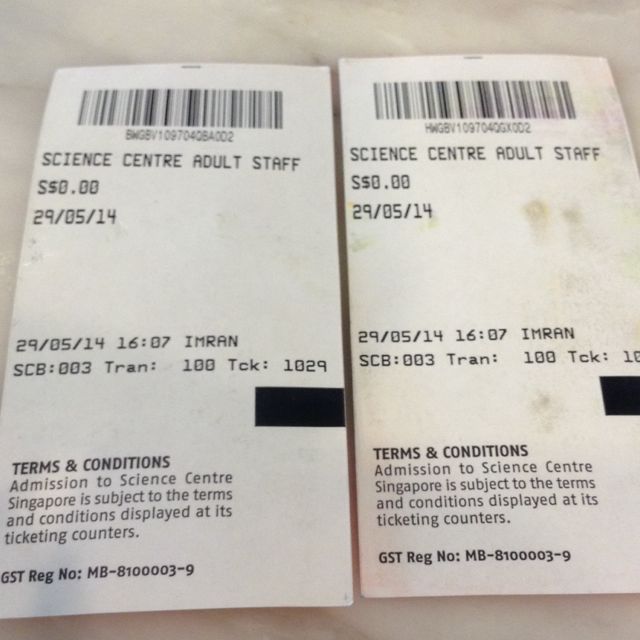 BWGBV109704QBA0D2
SCIENCE CENTRE ADULT STAFF
S$0.00
29/05/14
29/05/14 16:07 IMRAN
SCB:003 Tran: 100 Tck: 1029
TERMS & CONDITIONS
Admission to Science Centre
Singapore is subject to the terms
and conditions displayed at its
ticketing counters.
GST Reg No: MB-8100003-9
HWGBV109704QGX0D2
SCIENCE CENTRE ADULT STAFF
S$0.00
29/05/14
29/05/14 16:07 IMRAN
SCB:003 Tran: 100 Tck: 10
TERMS & CONDITIONS
Admission to Science Centre
Singapore is subject to the terms
and conditions displayed at its
ticketing counters.
GST Reg No: MB-8100003-9